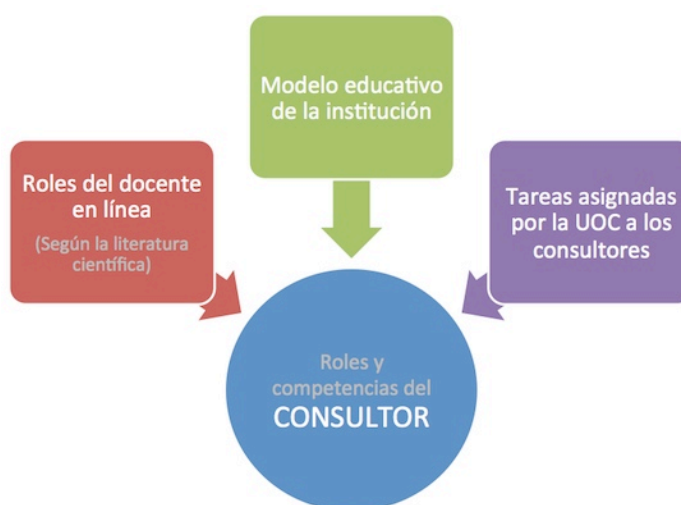 Modelo educativo
de la institución
Roles del docente
en línea
(Según la literatura
científica)
Tareas asignadas
por la UOC a los
consultores
Roles y
competencias del
CONSULTOR